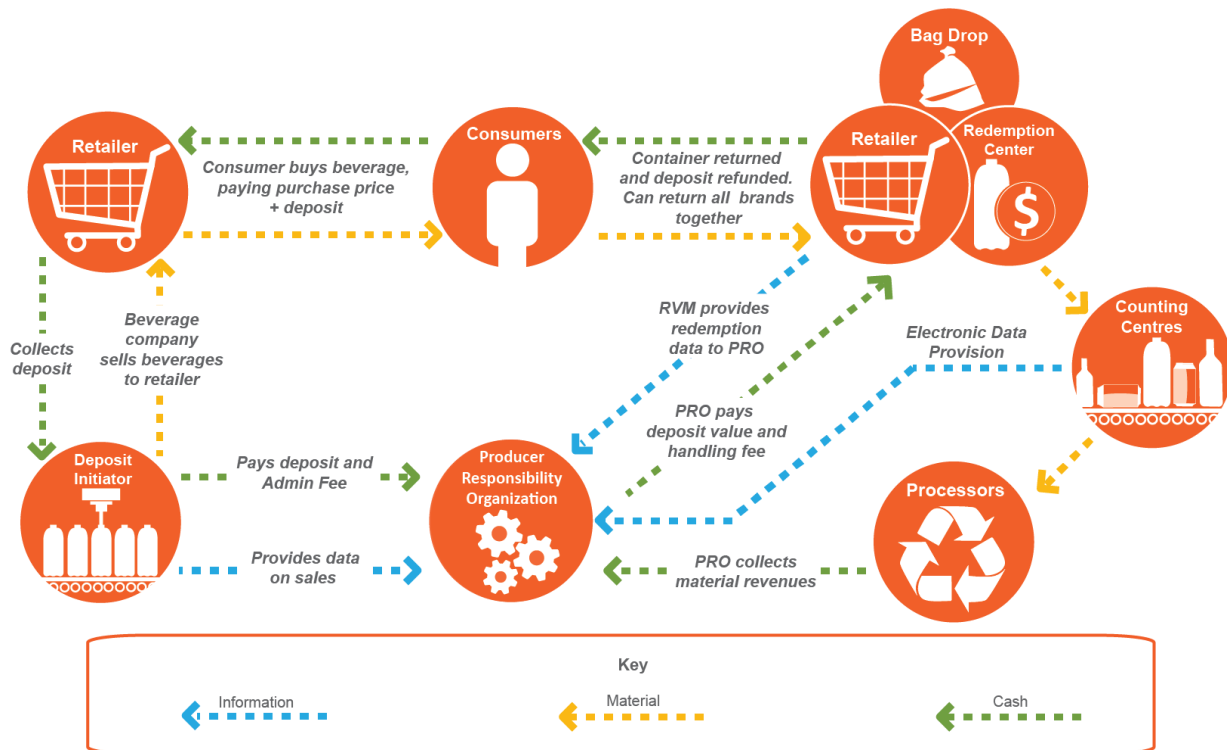 Bag Drop
Retailer
Consumers
Retailer
Redemption
Center
Consumer buys beverage,
paying purchase price
+ deposit
Container returned
and deposit refunded.
Can return all brands
together
Collects
deposit
Beverage
company
sells beverages
to retailer
RVM provides
redemption
data to PRO
Electronic Data
Provision
Counting
Centres
PRO pays
deposit value and
handling fee
Deposit
Initiator
Pays deposit and
Admin Fee
Producer
Responsibility
Organization
Processors
Provides data
on sales
PRO collects
material revenues
Key
Information
Material
Cash